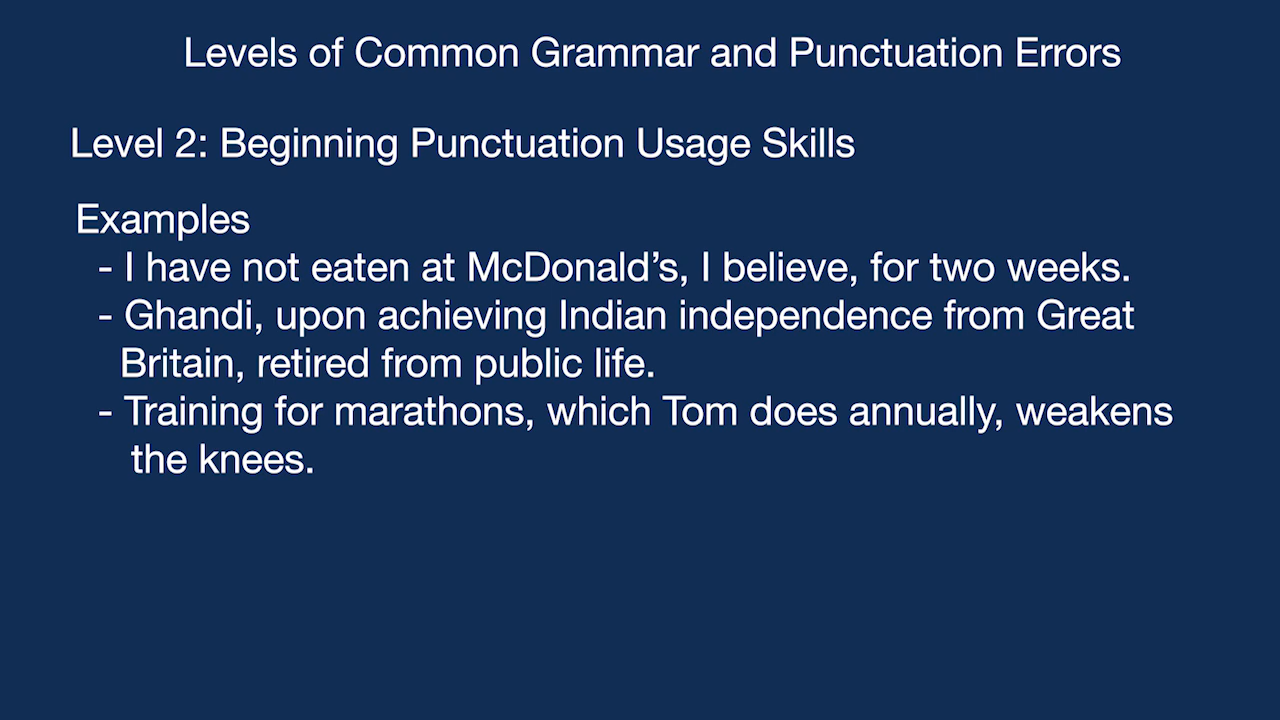 Levels of Common Grammar and Punctuation Errors
Level 2: Beginning Punctuation Usage Skills
Examples
- I have not eaten at McDonald’s, I believe, for two weeks.
- Ghandi, upon achieving Indian independence from Great
Britain, retired from public life.
- Training for marathons, which Tom does annually, weakens
the knees.